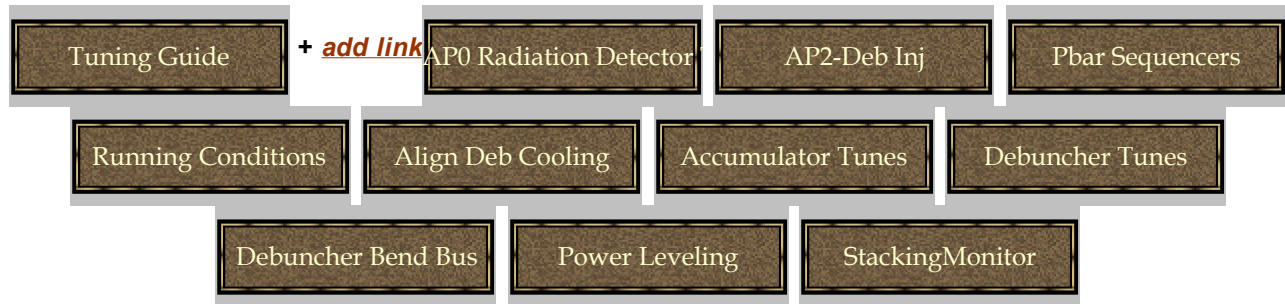 Tuning Guide + add link AP0 Radiation Detector AP2-Deb Inj Pbar Sequencers
Running Conditions Align Deb Cooling Accumulator Tunes Debuncher Tunes
Debuncher Bend Bus Power Leveling StackingMonitor